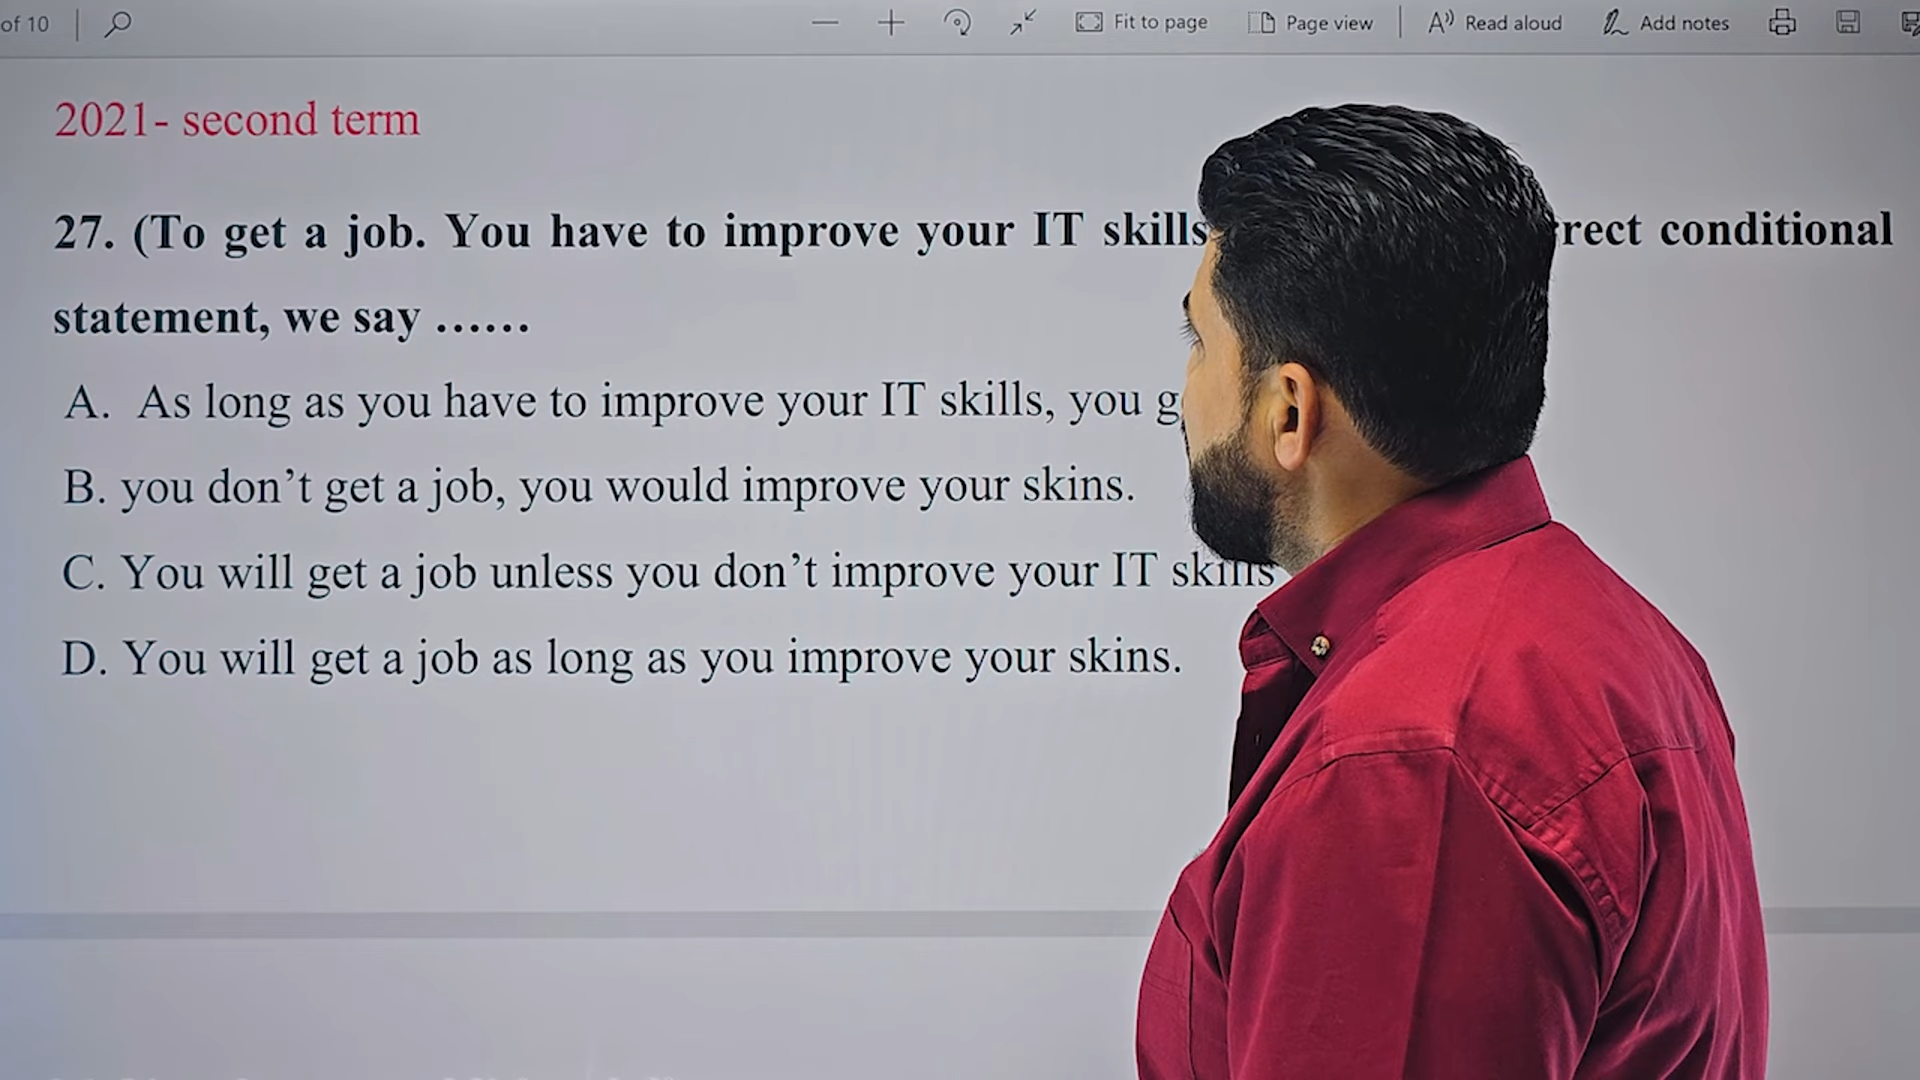 of 10 Fit to page Page view Read aloud Add notes
2021- second term
27. (To get a job. You have to improve your IT skills conditional
statement, we say ......
A. As long as you have to improve your IT skills, you
B. you don’t get a job, you would improve your skins.
C. You will get a job unless you don’t improve your IT skills
D. You will get a job as long as you improve your skins.